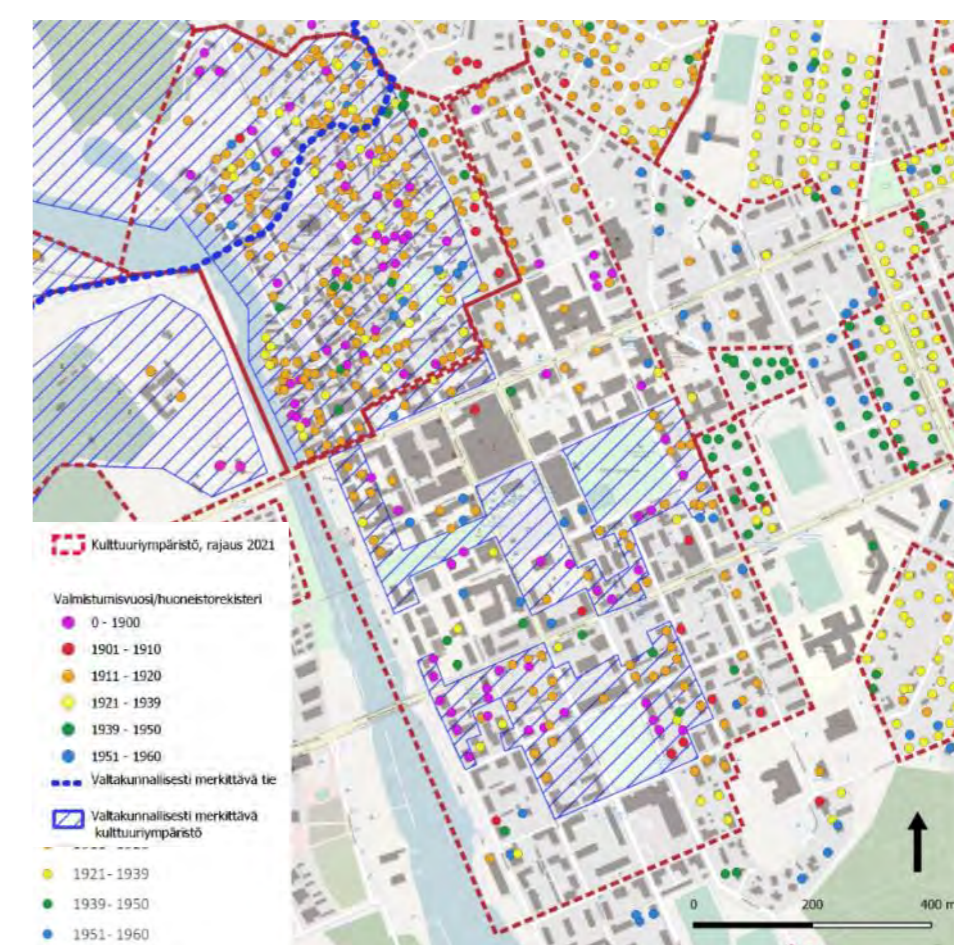 Kulttuuriympäristö, rajaus 2021
Valmistumisvuosi/huoneistorekisteri
0 - 1900
1901 - 1910
1911 - 1920
1921 - 1939
1939 - 1950
1951 - 1960
Valtakunnallisesti merkittävä tie
Valtakunnallisesti merkittävä
kulttuuriympäristö
1921- 1939
1939- 1950
1951- 1960
0 200 400 m